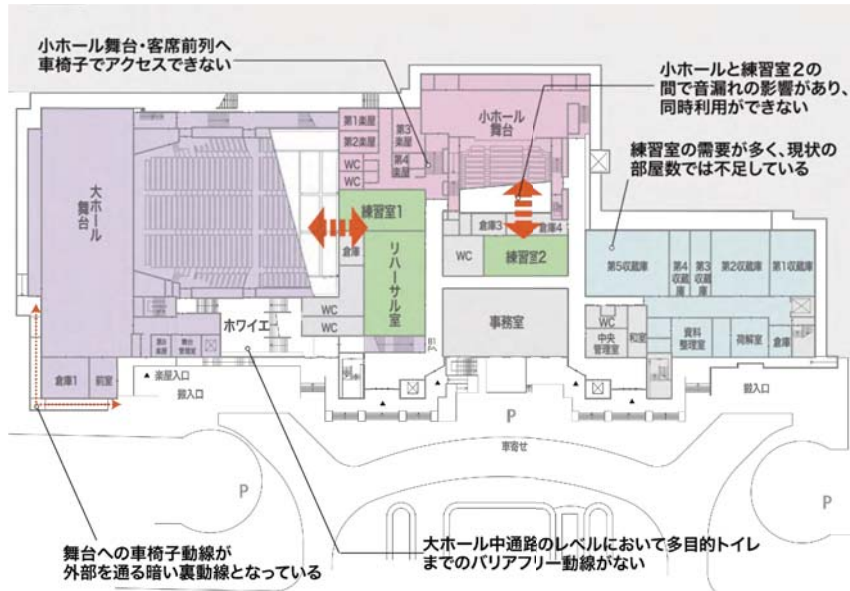 小ホール舞台・客席前列へ
車椅子でアクセスできない
小ホールと練習室2の
間で音漏れの影響があり、
同時利用ができない
練習室の需要が多く、現状の
部屋数では不足している
大ホール
舞台
第1楽屋
第2楽屋
第3
楽屋
第4
楽屋
WC
WC
小ホール
舞台
練習室1
倉庫
リハーサル室
倉庫3
倉庫4
WC
練習室2
第5収蔵庫
第4
収蔵
庫
第3
収蔵
庫
第2収蔵庫
第1収蔵庫
ホワイエ
WC
WC
事務室
WC
中央
管理室
和室
資料
整理室
荷解室
倉庫
舞台
管理室
B1
へ
倉庫1
前室
▲ 楽屋入口
搬入口
搬入口
P
車寄せ
P
P
舞台への車椅子動線が
外部を通る暗い裏動線となっている
大ホール中通路のレベルにおいて多目的トイレ
までのバリアフリー動線がない